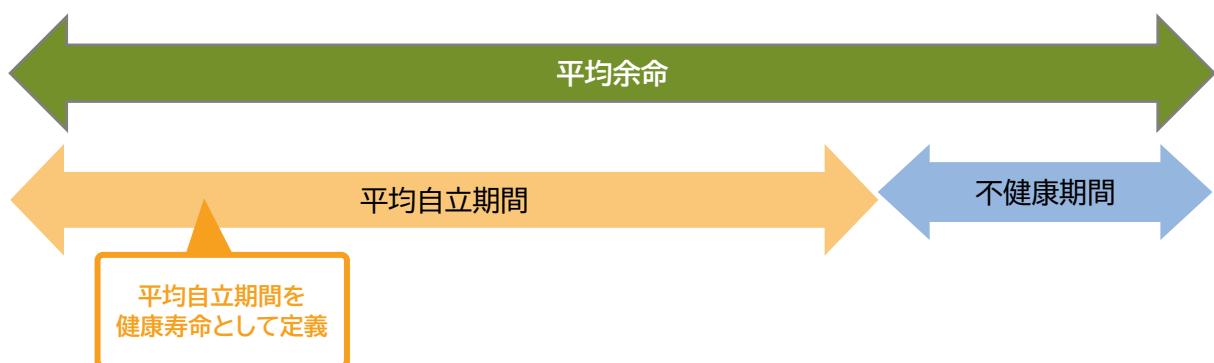 平均余命
平均自立期間
不健康期間
平均自立期間を
健康寿命として定義